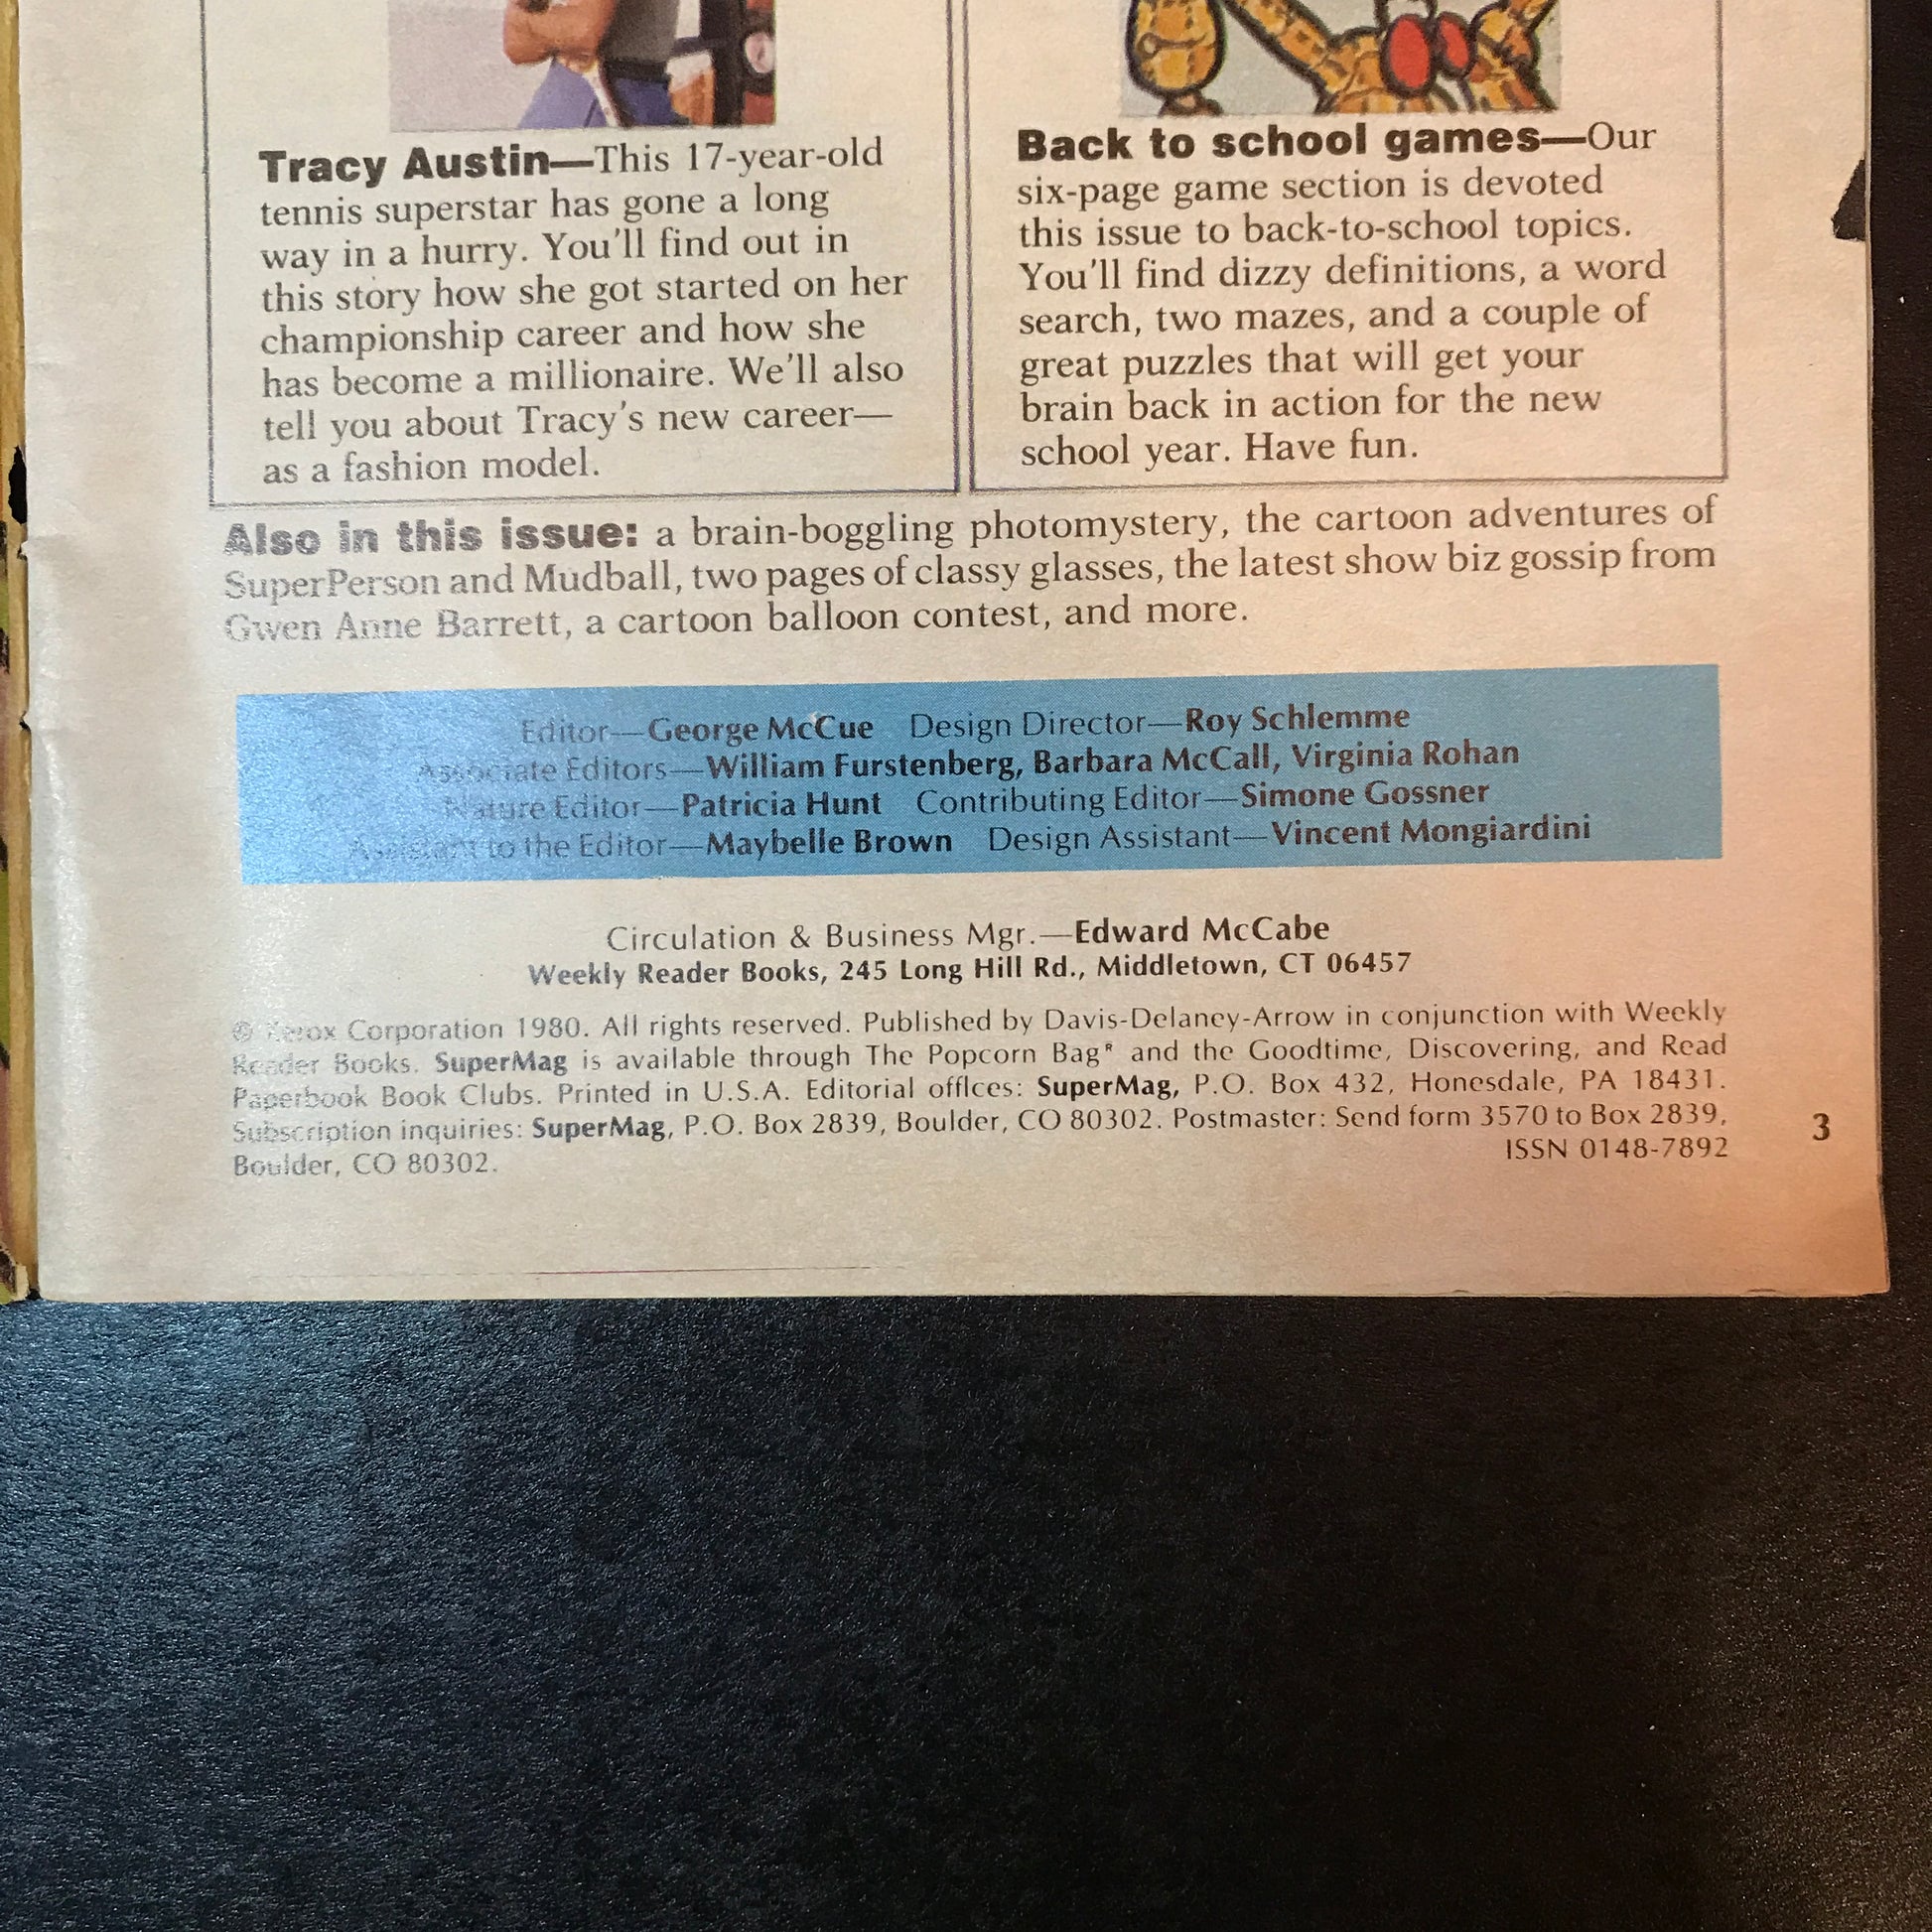 Tracy Austin—This 17-year-old
tennis superstar has gone a long
way in a hurry. You'll find out in
this story how she got started on her
championship career and how she
has become a millionaire. We'll also
tell you about Tracy's new career—
as a fashion model.
Back to school games—Our
six-page game section is devoted
this issue to back-to-school topics.
You'll find dizzy definitions, a word
search, two mazes, and a couple of
great puzzles that will get your
brain back in action for the new
school year. Have fun.
Also in this issue: a brain-boggling photomystery, the cartoon adventures of
SuperPerson and Mudball, two pages of classy glasses, the latest show biz gossip from
Gwen Anne Barrett, a cartoon balloon contest, and more.
Editor—George McCue Design Director—Roy Schlemme
Associate Editors—William Furstenberg, Barbara McCall, Virginia Rohan
Nature Editor—Patricia Hunt Contributing Editor—Simone Gossner
Assistant to the Editor—Maybelle Brown Design Assistant—Vincent Mongiardini
Circulation & Business Mgr.—Edward McCabe
Weekly Reader Books, 245 Long Hill Rd., Middletown, CT 06457
© Xerox Corporation 1980. All rights reserved. Published by Davis-Delaney-Arrow in conjunction with Weekly
Reader Books. SuperMag is available through The Popcorn Bag® and the Goodtime, Discovering, and Read
Paperbook Book Clubs. Printed in U.S.A. Editorial offices: SuperMag, P.O. Box 432, Honesdale, PA 18431.
Subscription inquiries: SuperMag, P.O. Box 2839, Boulder, CO 80302. Postmaster: Send form 3570 to Box 2839,
Boulder, CO 80302. ISSN 0148-7892
3